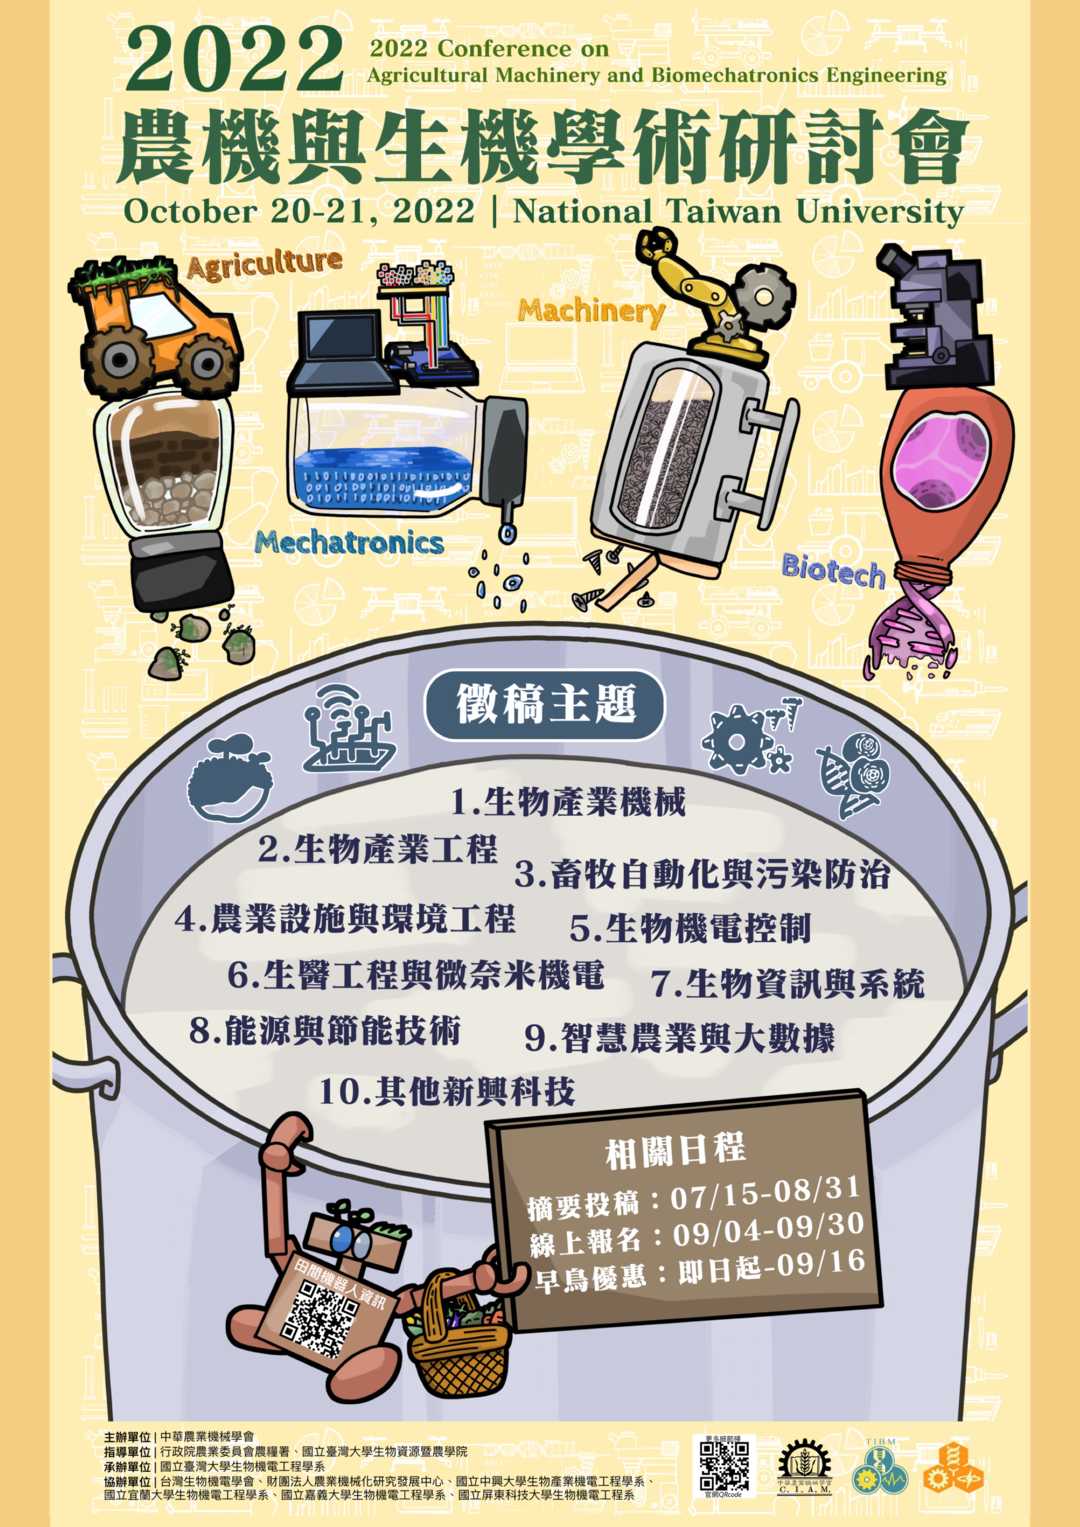 2022
2022 Conference on
Agricultural Machinery and Biomechatronics Engineering
農機與生機學術研討會
October 20-21, 2022 | National Taiwan University
Agriculture
Machinery
Mechatronics
Biotech
徵稿主題
1.生物產業機械
2.生物產業工程
3.畜牧自動化與污染防治
4.農業設施與環境工程
5.生物機電控制
6.生醫工程與微奈米機電
7.生物資訊與系統
8.能源與節能技術
9.智慧農業與大數據
10.其他新興科技
相關日程
摘要投稿：07/15-08/31
線上報名：09/04-09/30
早鳥優惠：即日起-09/16
田間機器人資訊
主辦單位 | 中華農業機械學會
指導單位 | 行政院農業委員會農糧署、國立臺灣大學生物資源暨農學院
承辦單位 | 國立臺灣大學生物機電工程學系
協辦單位 | 台灣生物機電學會、財團法人農業機械化研究發展中心、國立中興大學生物產業機電工程學系、
國立宜蘭大學生物機電工程學系、國立嘉義大學生物機電工程學系、國立屏東科技大學生物機電工程系
官網QRcode
中華農業機械學會
C. I. A. M.
TIBM